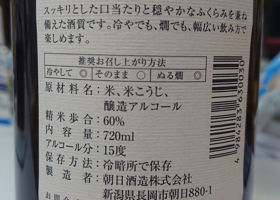 スッキリとした口当たりと穏やかなふくらみを兼ね
備えた酒質です。冷やでも、燗でも、幅広い飲み方で
楽しめます。
推奨お召し上がり方法
冷やして ◎ そのまま 〇 ぬる燗 ◎
原材料名：米、米こうじ、
醸造アルコール
精米歩合：60%
内容量：720ml
アルコール分：15度
保存方法：冷暗所で保存
製造者：朝日酒造株式会社
新潟県長岡市朝日880-1
4984283630030